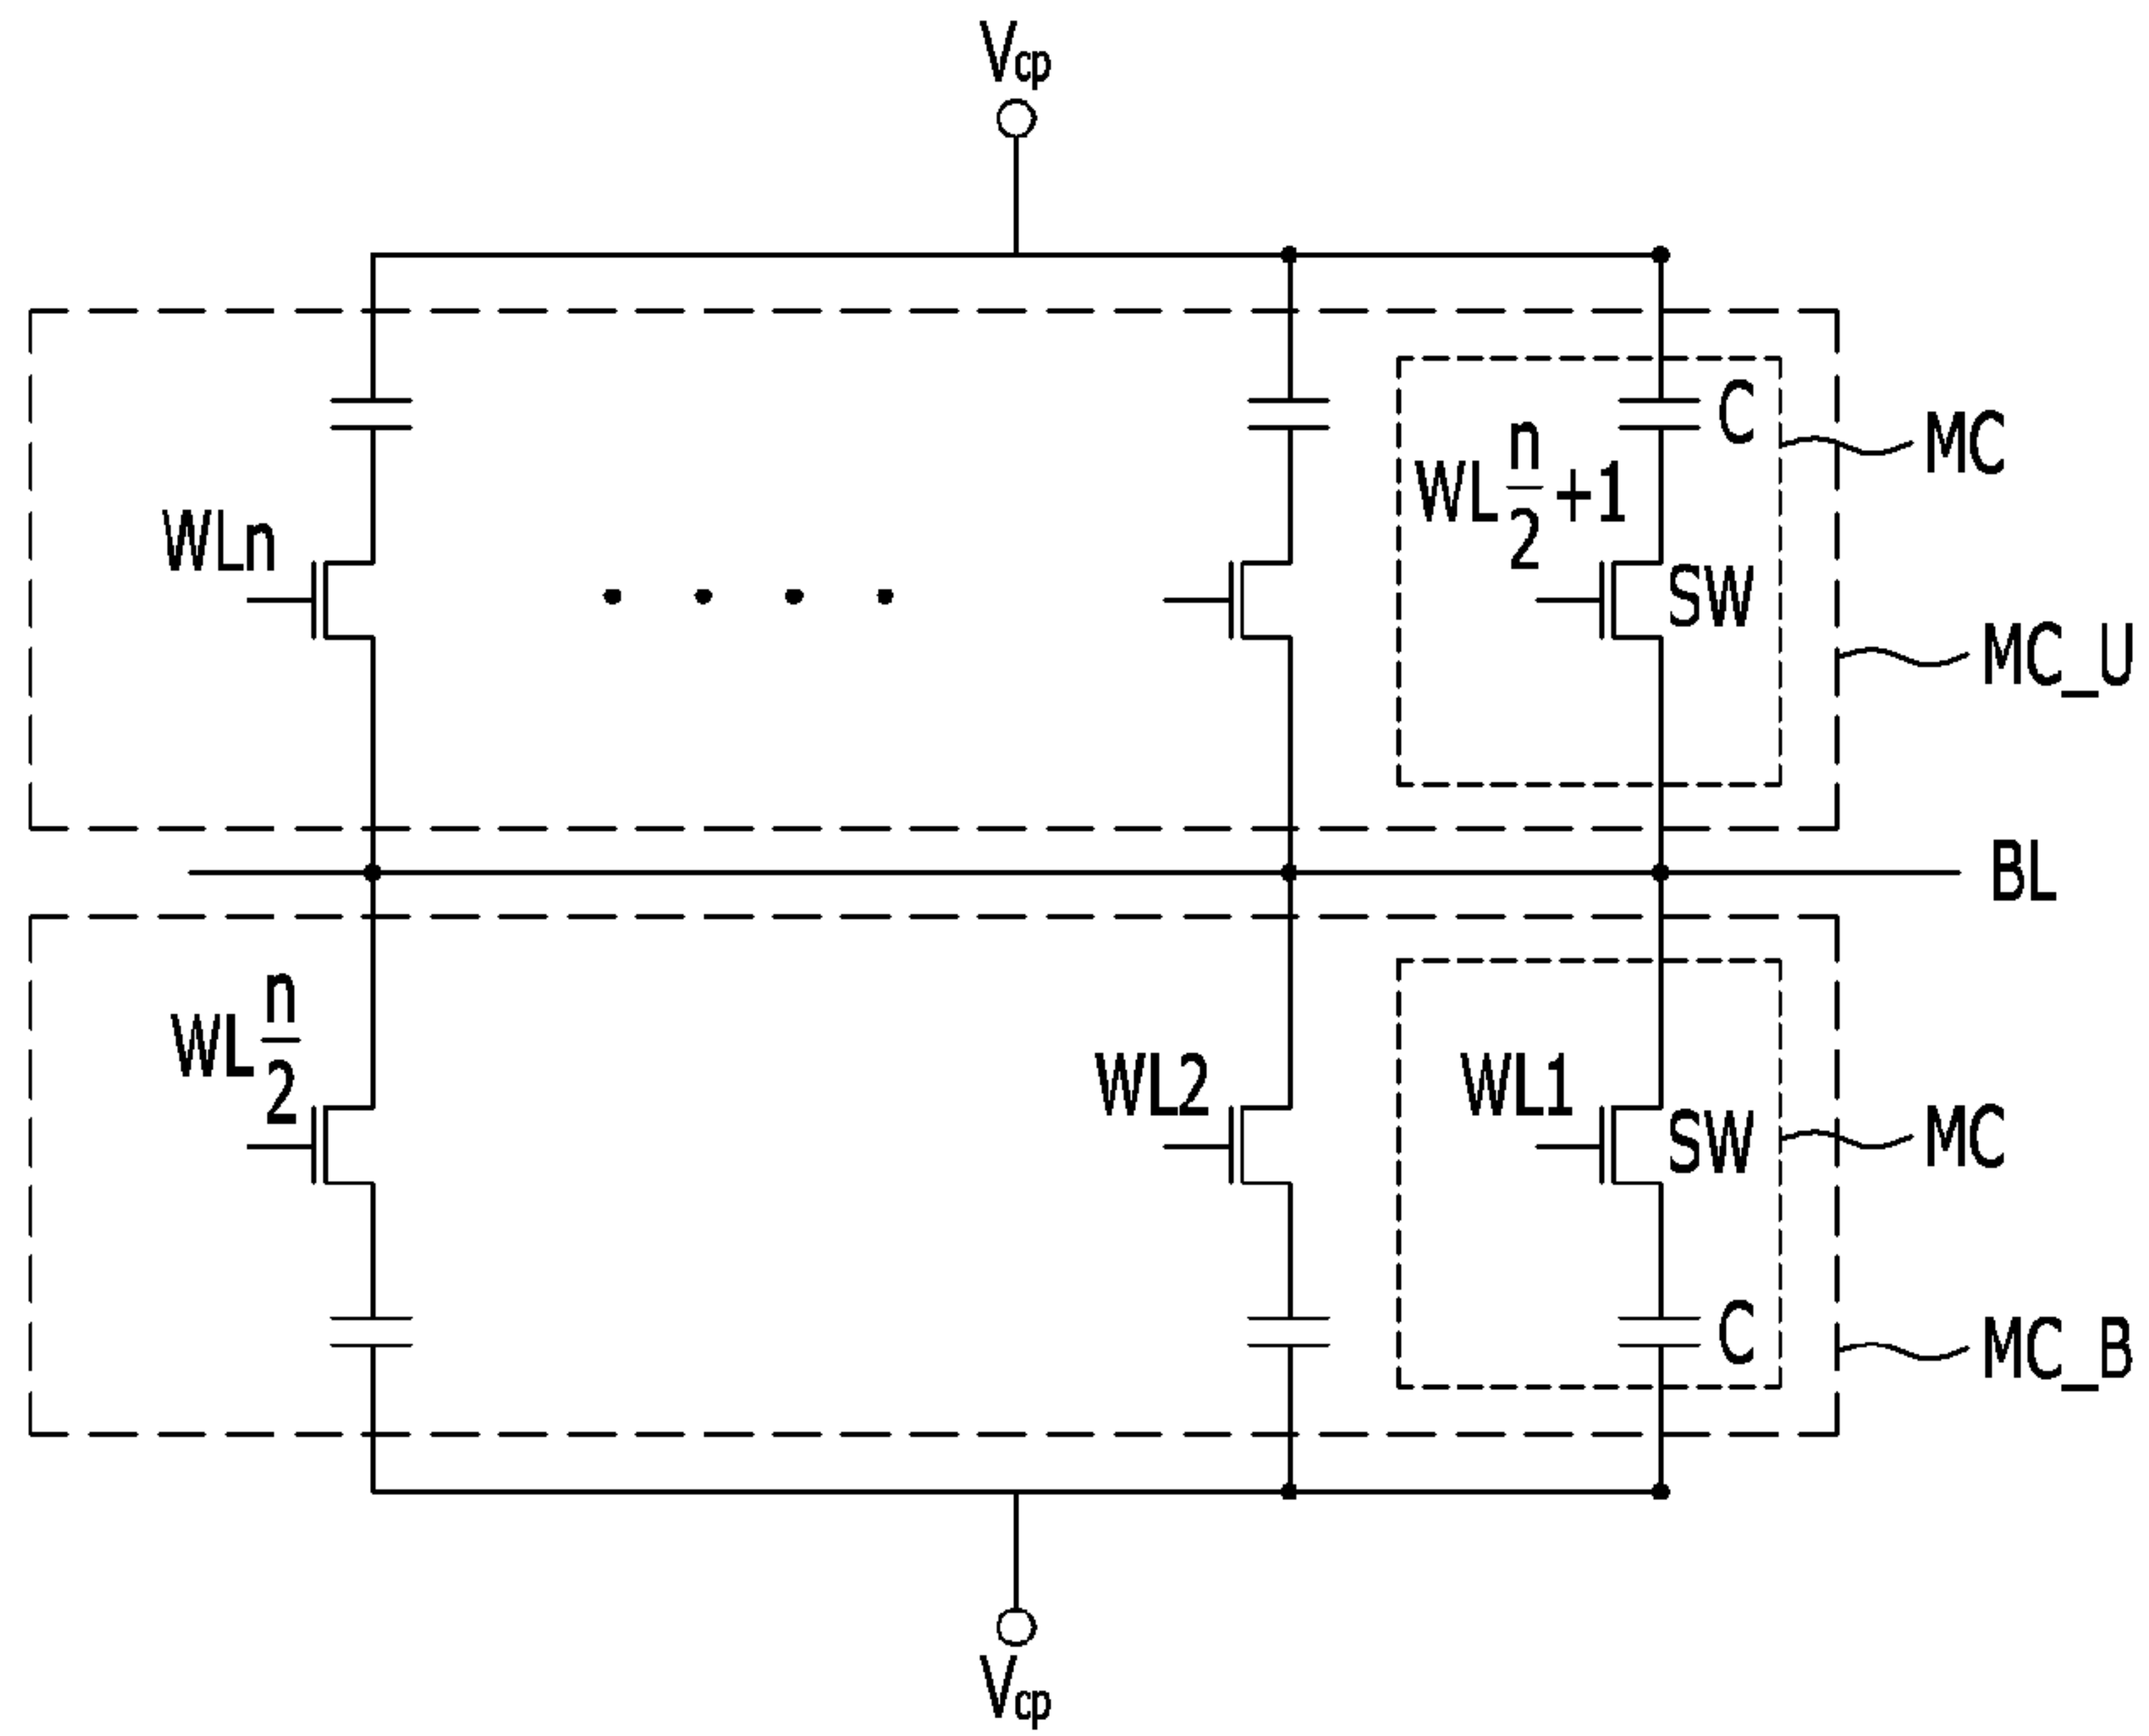 Vcp
C
MC
WL n/2 +1
WLn
SW
MC_U
BL
WL n/2
WL2
WL1
SW
MC
C
MC_B
Vcp